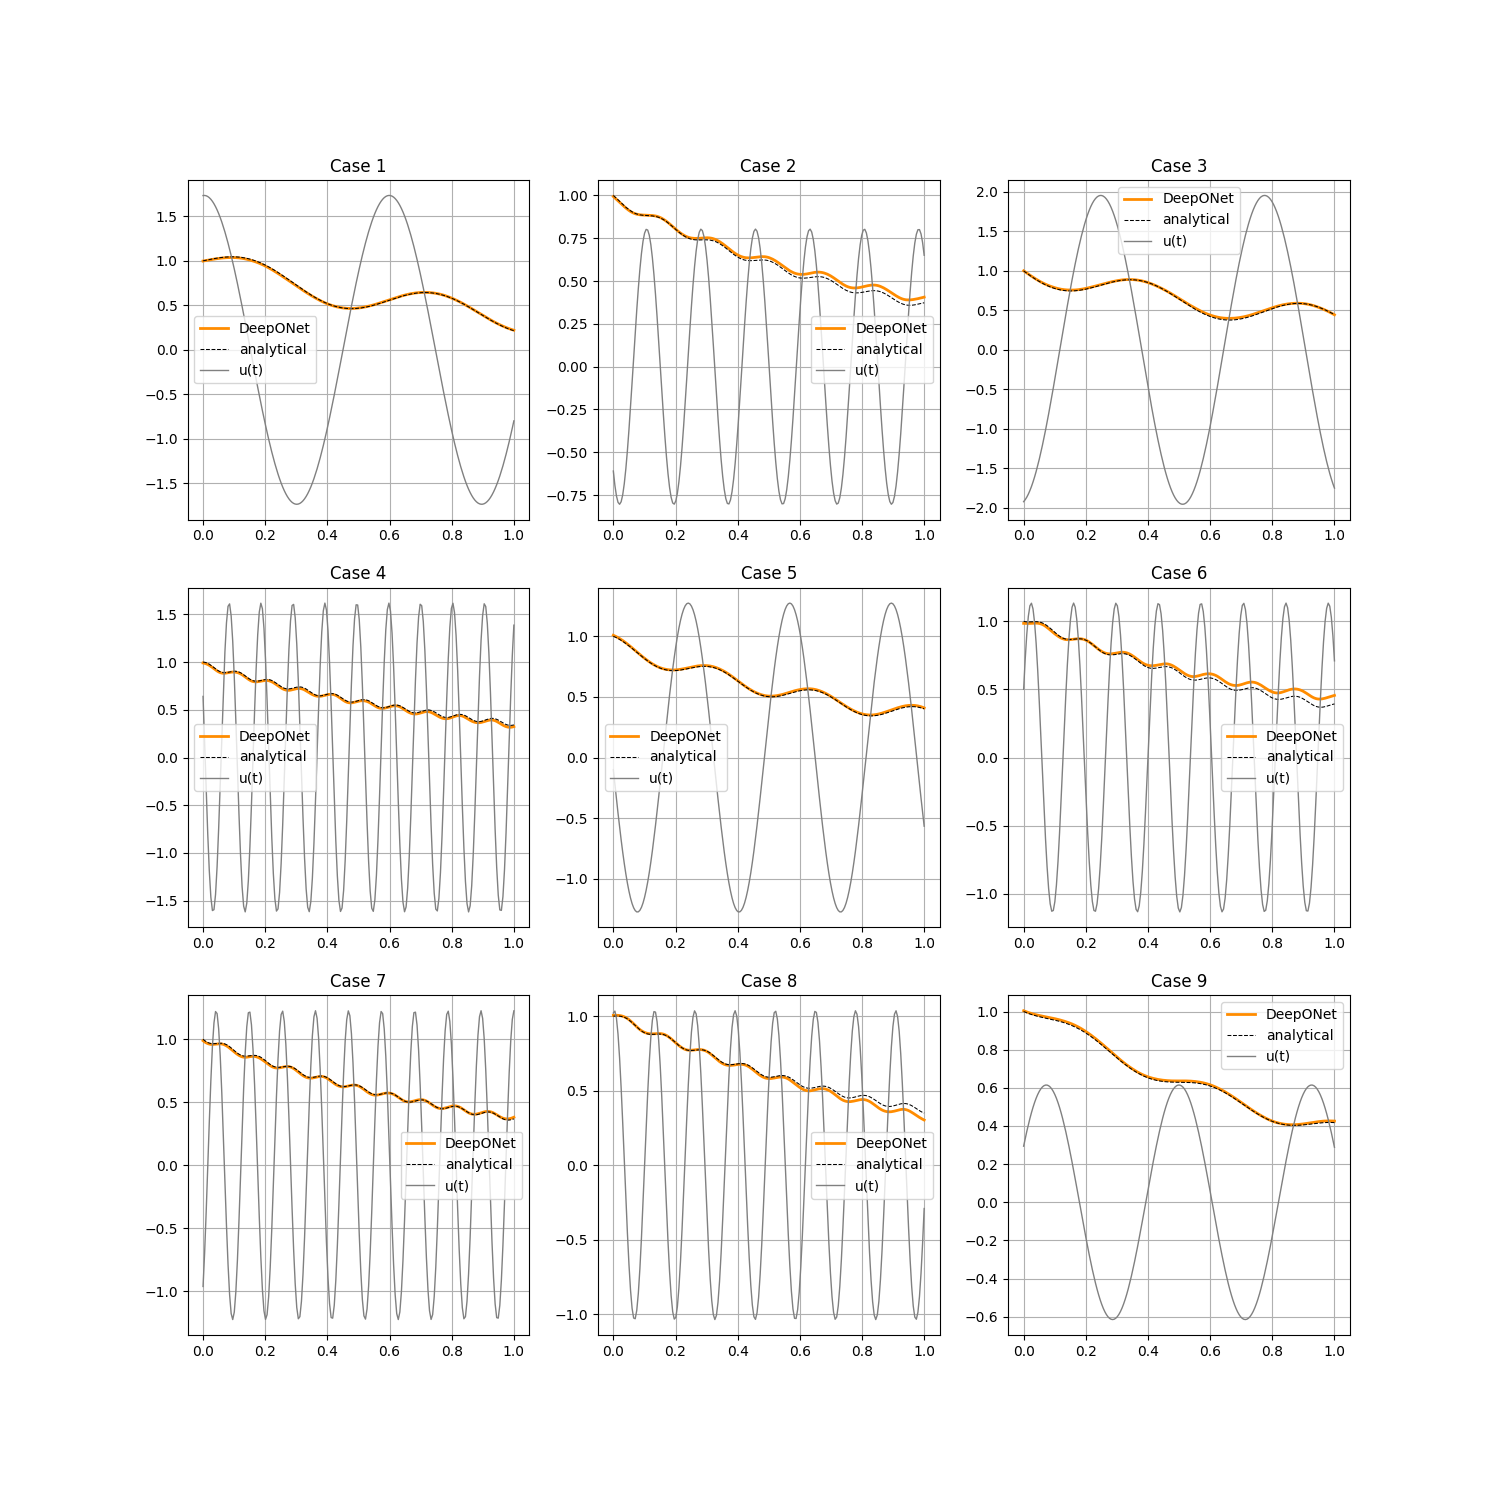 Case 1
1.5
1.0
0.5
0.0
−0.5
−1.0
−1.5
DeepONet
analytical
u(t)
0.0 0.2 0.4 0.6 0.8 1.0
Case 2
1.00
0.75
0.50
0.25
0.00
−0.25
−0.50
−0.75
DeepONet
analytical
u(t)
0.0 0.2 0.4 0.6 0.8 1.0
Case 3
2.0
1.5
1.0
0.5
0.0
−0.5
−1.0
−1.5
−2.0
DeepONet
analytical
u(t)
0.0 0.2 0.4 0.6 0.8 1.0
Case 4
1.5
1.0
0.5
0.0
−0.5
−1.0
−1.5
DeepONet
analytical
u(t)
0.0 0.2 0.4 0.6 0.8 1.0
Case 5
1.0
0.5
0.0
−0.5
−1.0
DeepONet
analytical
u(t)
0.0 0.2 0.4 0.6 0.8 1.0
Case 6
1.0
0.5
0.0
−0.5
−1.0
DeepONet
analytical
u(t)
0.0 0.2 0.4 0.6 0.8 1.0
Case 7
1.0
0.5
0.0
−0.5
−1.0
DeepONet
analytical
u(t)
0.0 0.2 0.4 0.6 0.8 1.0
Case 8
1.0
0.5
0.0
−0.5
−1.0
DeepONet
analytical
u(t)
0.0 0.2 0.4 0.6 0.8 1.0
Case 9
1.0
0.8
0.6
0.4
0.2
0.0
−0.2
−0.4
−0.6
DeepONet
analytical
u(t)
0.0 0.2 0.4 0.6 0.8 1.0